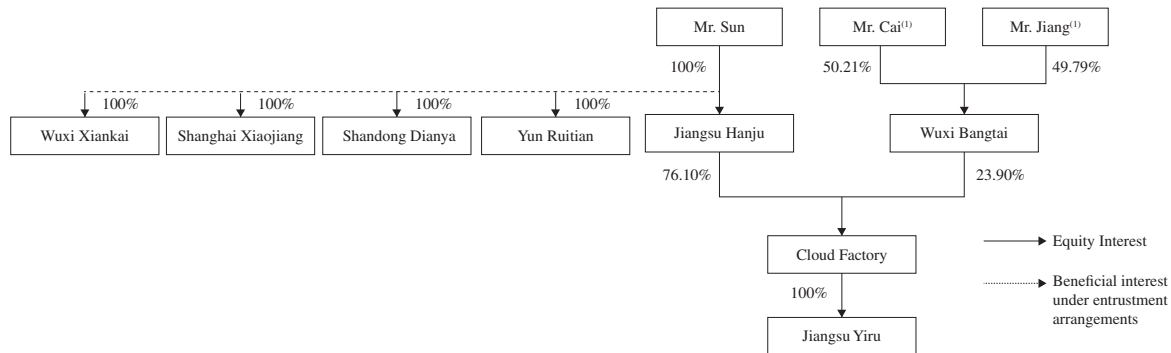 Mr. Sun
Mr. Cai(1)
Mr. Jiang(1)
100%
50.21%
49.79%
100%
100%
100%
100%
Wuxi Xiankai
Shanghai Xiaojiang
Shandong Dianya
Yun Ruitian
Jiangsu Hanju
Wuxi Bangtai
76.10%
23.90%
Cloud Factory
Equity Interest
100%
Beneficial interest
under entrustment
arrangements
Jiangsu Yiru